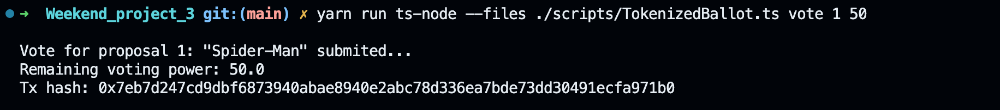 ➜  Weekend_project_3 git:(main) ✗ yarn run ts-node --files ./scripts/TokenizedBallot.ts vote 1 50
Vote for proposal 1: "Spider-Man" submited...
Remaining voting power: 50.0
Tx hash: 0x7eb7d247cd9dbf6873940abae8940e2abc78d336ea7bde73dd30491ecfa971b0